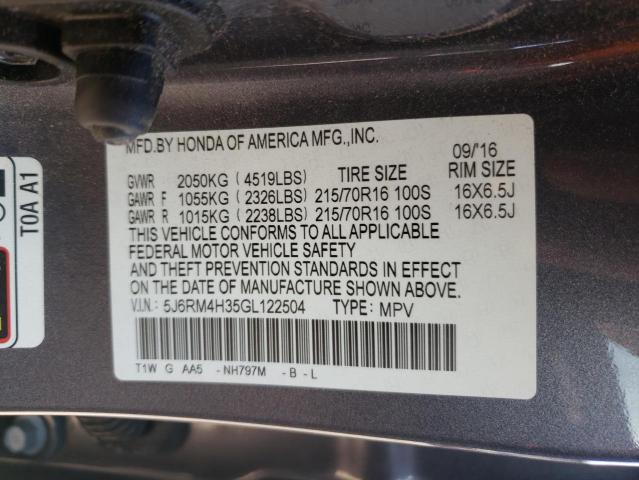 MFD.BY HONDA OF AMERICA MFG.,INC. 09/'16
GVWR 2050KG ( 4519LBS) TIRE SIZE RIM SIZE
GAWR F 1055KG ( 2326LBS) 215/70R16 100S 16X6.5J
GAWR R 1015KG ( 2238LBS) 215/70R16 100S 16X6.5J
THIS VEHICLE CONFORMS TO ALL APPLICABLE
FEDERAL MOTOR VEHICLE SAFETY
AND THEFT PREVENTION STANDARDS IN EFFECT
ON THE DATE OF MANUFACTURE SHOWN ABOVE.
V.I.N.: 5J6RM4H35GL122504 TYPE: MPV
T1W G AA5 -NH797M -B -L
T0A A1